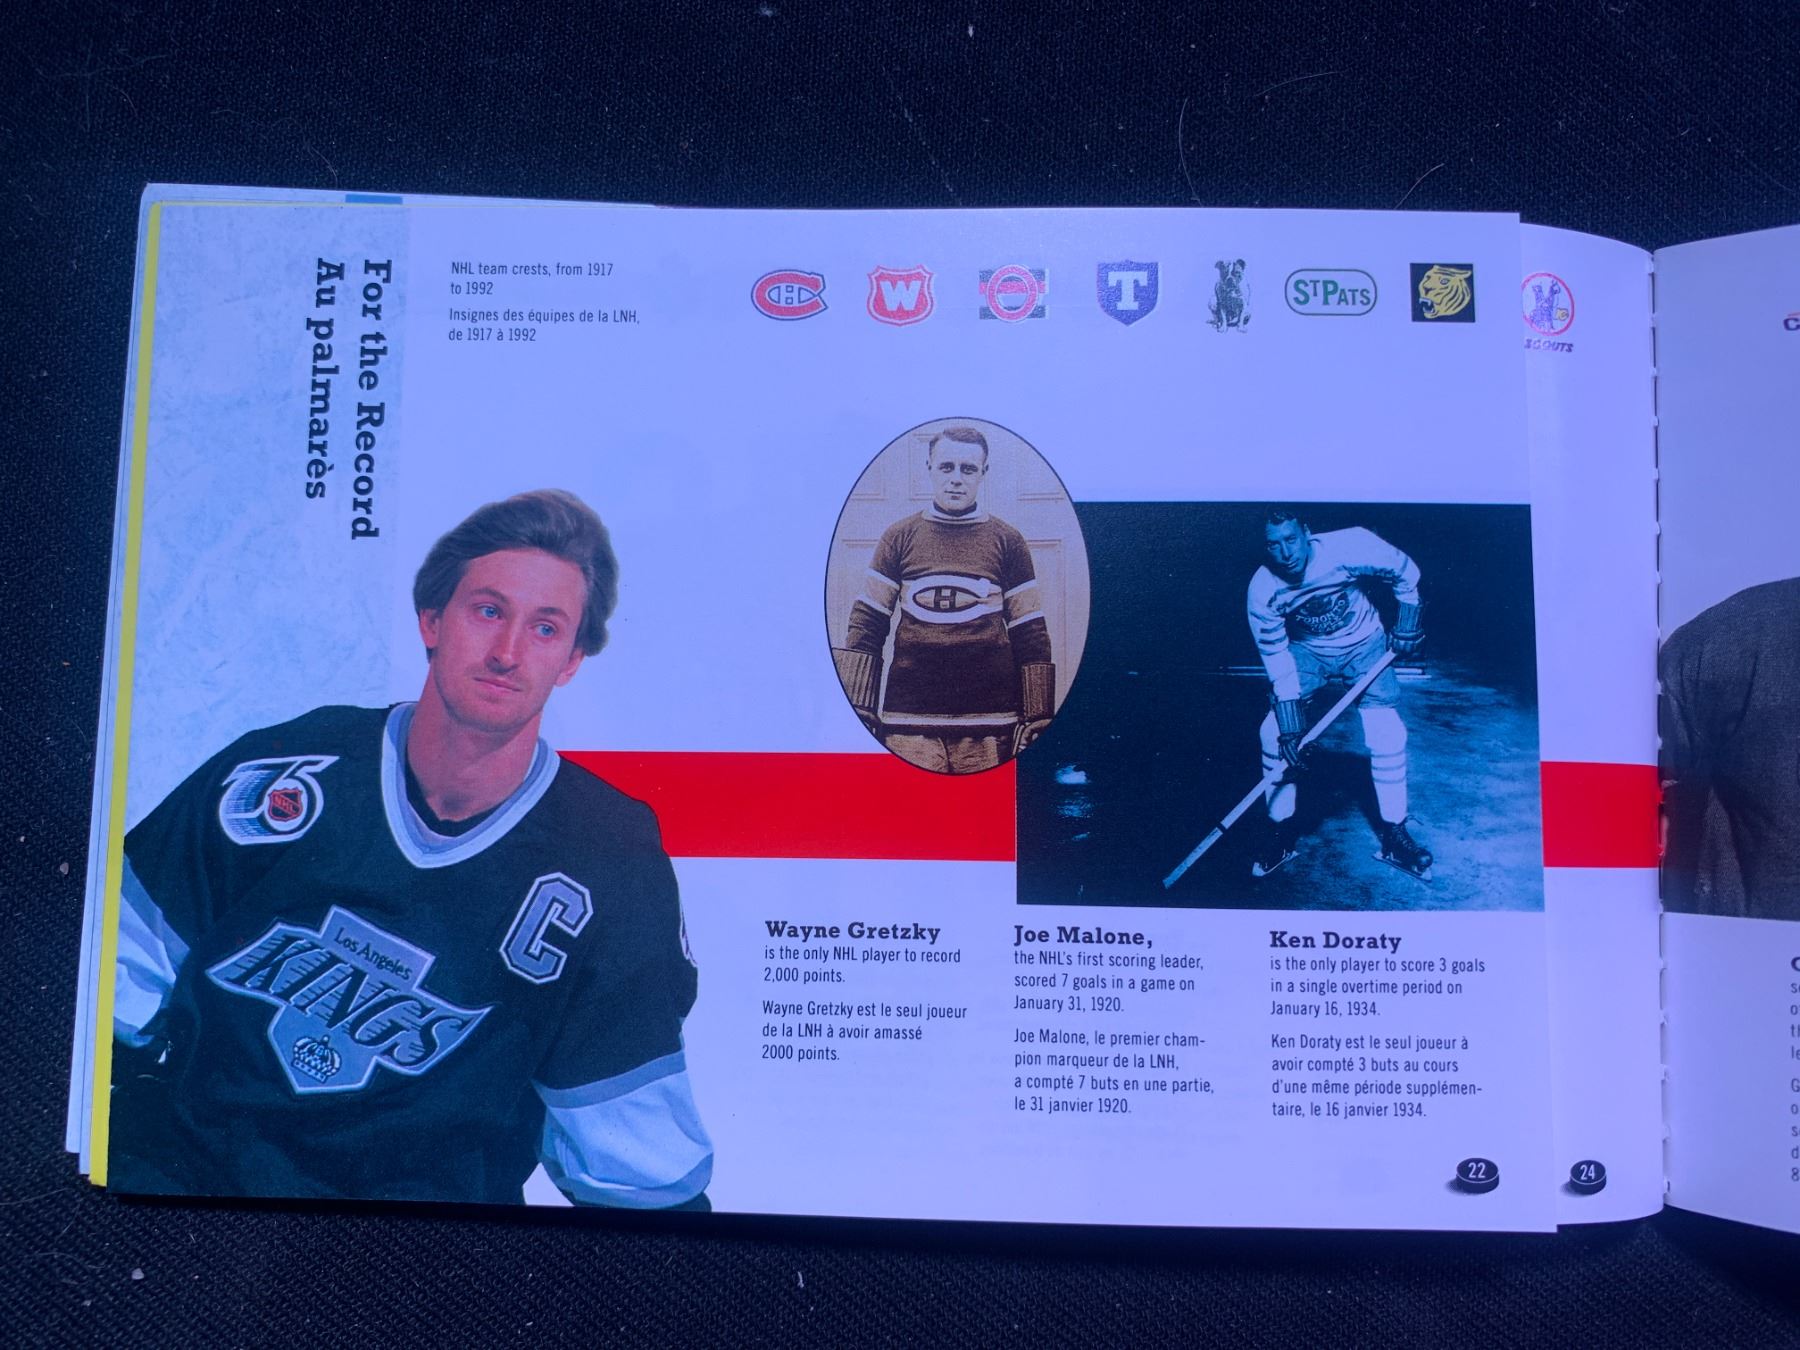 For the Record
Au palmarès
NHL team crests, from 1917
to 1992
Insignes des équipes de la LNH,
de 1917 à 1992
CH
W
T
ST PATS
SCOUTS
75
NHL
C
Los Angeles
KINGS
CH
TORONTO
Wayne Gretzky
is the only NHL player to record
2,000 points.
Wayne Gretzky est le seul joueur
de la LNH à avoir amassé
2000 points.
Joe Malone,
the NHL's first scoring leader,
scored 7 goals in a game on
January 31, 1920.
Joe Malone, le premier cham-
pion marqueur de la LNH,
a compté 7 buts en une partie,
le 31 janvier 1920.
Ken Doraty
is the only player to score 3 goals
in a single overtime period on
January 16, 1934.
Ken Doraty est le seul joueur à
avoir compté 3 buts au cours
d'une même période supplémen-
taire, le 16 janvier 1934.
22
24